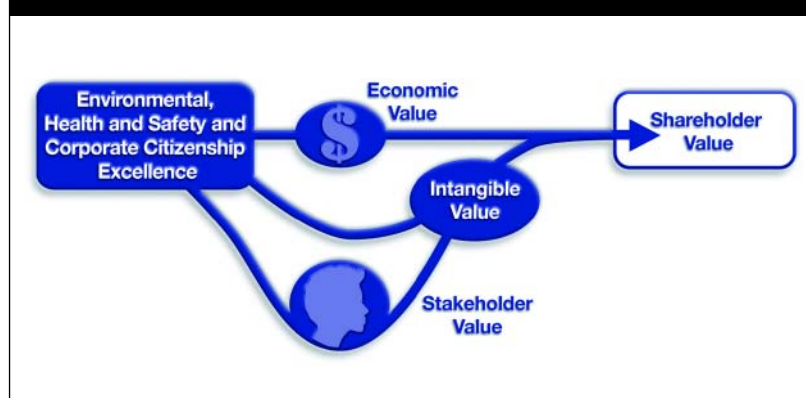 Environmental,
Health and Safety and
Corporate Citizenship
Excellence
$
Economic
Value
Intangible
Value
Stakeholder
Value
Shareholder
Value